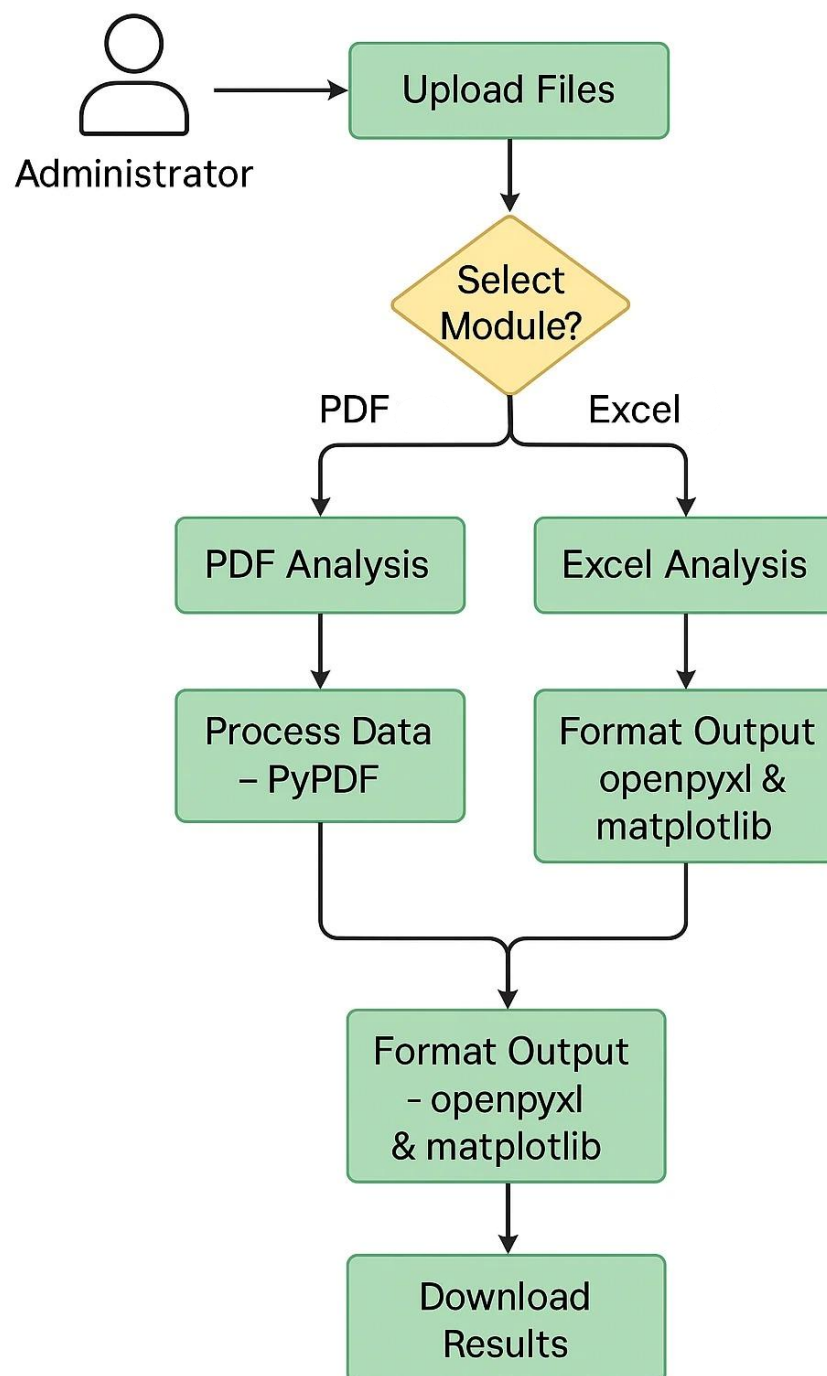 Administrator
Upload Files
Select
Module?
PDF
Excel
PDF Analysis
Excel Analysis
Process Data
– PyPDF
Format Output
openpyxl &
matplotlib
Format Output
- openpyxl
& matplotlib
Download
Results